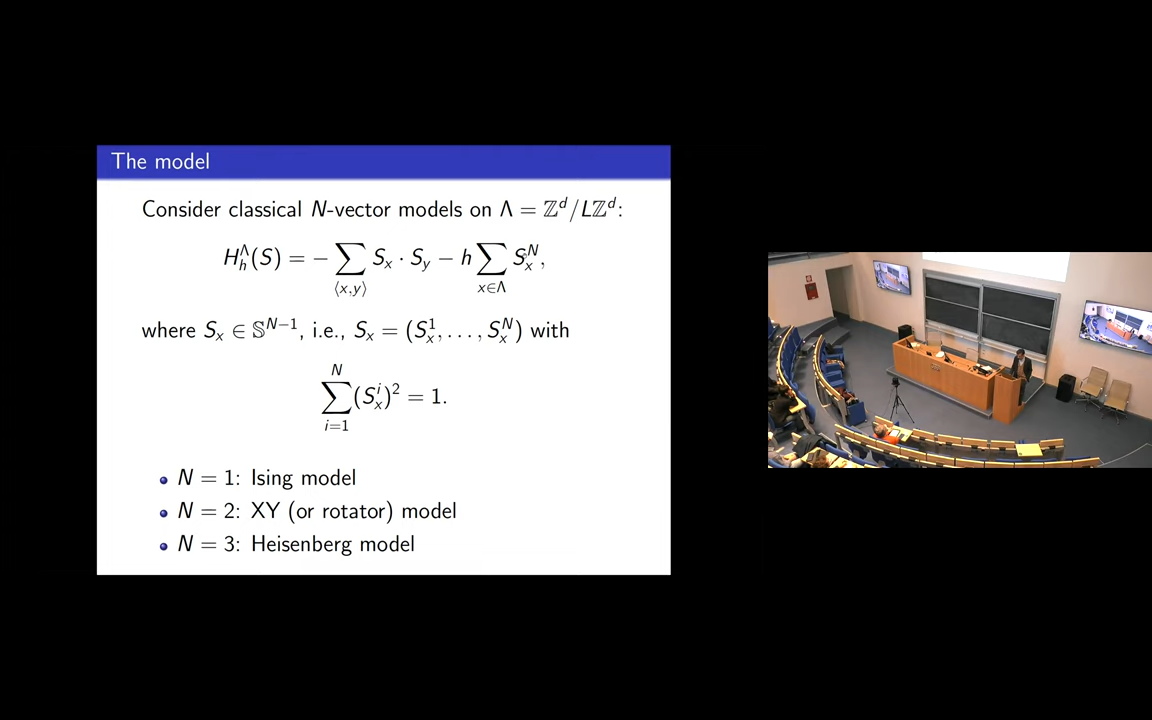 The model
Consider classical N-vector models on Λ = ℤ^d/Lℤ^d:
H_h^Λ(S) = − ∑_{⟨x,y⟩} S_x · S_y − h ∑_{x∈Λ} S_x^N,
where S_x ∈ 𝕊^{N−1}, i.e., S_x = (S_x^1, . . . , S_x^N) with
∑_{i=1}^N (S_x^i)^2 = 1.
• N = 1: Ising model
• N = 2: XY (or rotator) model
• N = 3: Heisenberg model